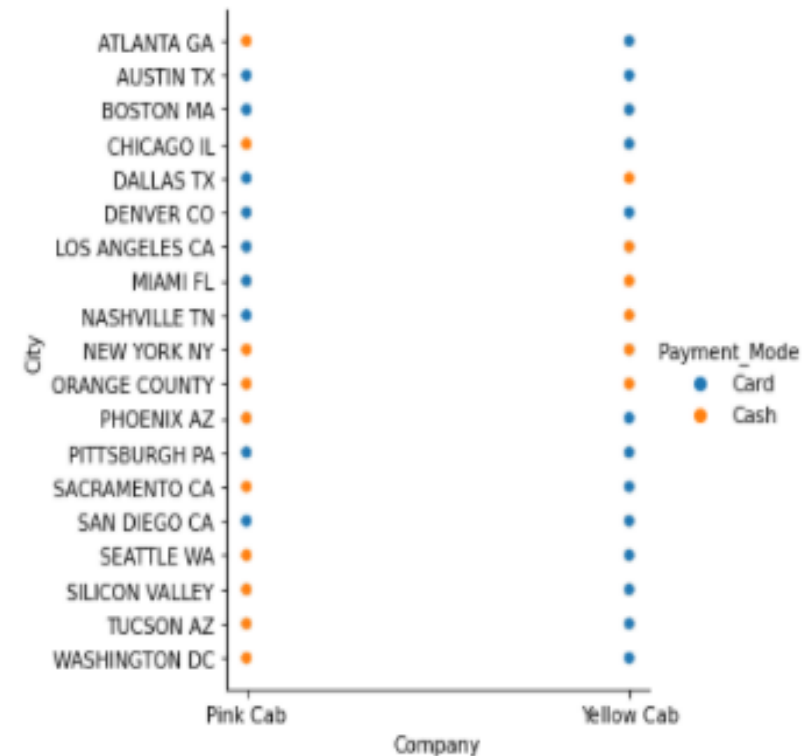 ATLANTA GA
AUSTIN TX
BOSTON MA
CHICAGO IL
DALLAS TX
DENVER CO
LOS ANGELES CA
MIAMI FL
NASHVILLE TN
NEW YORK NY
ORANGE COUNTY
PHOENIX AZ
PITTSBURGH PA
SACRAMENTO CA
SAN DIEGO CA
SEATTLE WA
SILICON VALLEY
TUCSON AZ
WASHINGTON DC
City
Pink Cab
Yellow Cab
Company
Payment_Mode
Card
Cash